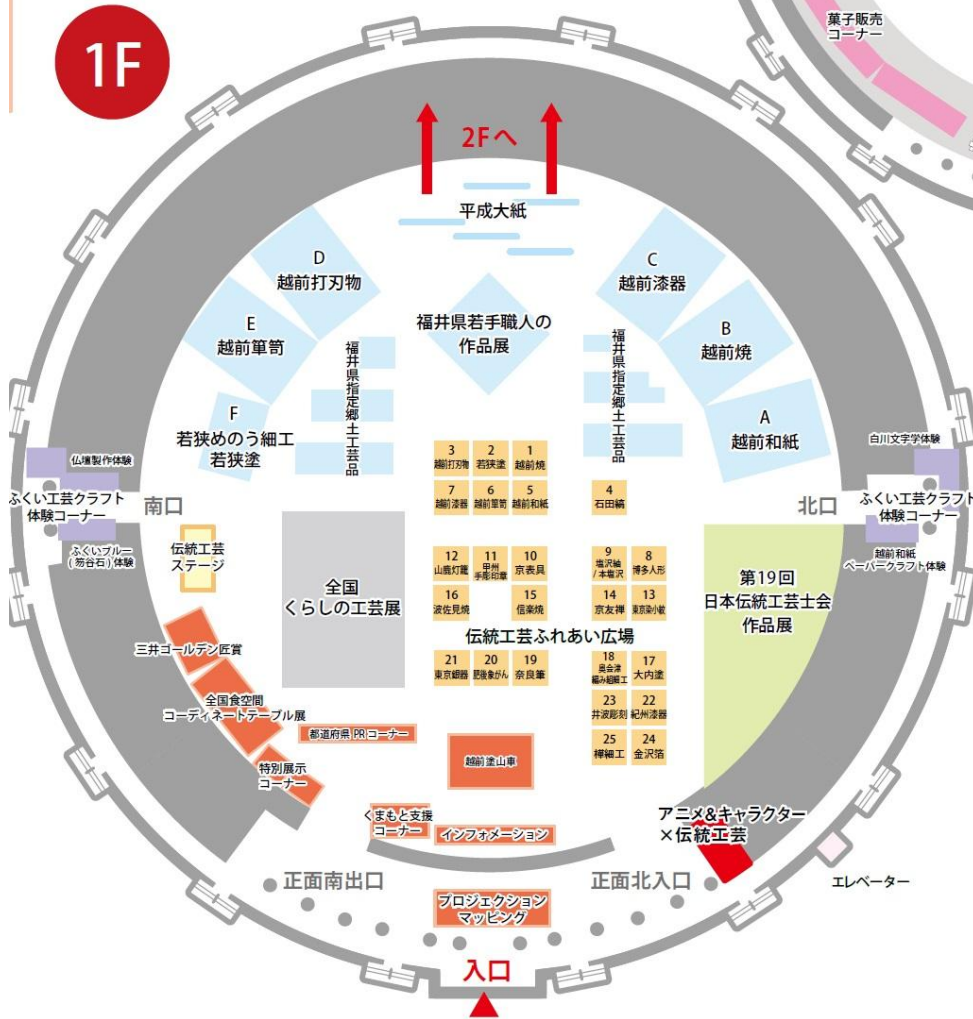 1F
菓子販売
コーナー
2Fへ
平成大紙
D
越前打刃物
C
越前漆器
E
越前箪笥
福井県若手職人の
作品展
B
越前焼
福井県指定郷土工芸品
福井県指定郷土工芸品
F
若狭めのう細工
若狭塗
A
越前和紙
仏壇製作体験
ふくい工芸クラフト
体験コーナー
ふくいブルー
(笏谷石)体験
南口
白川文字学体験
ふくい工芸クラフト
体験コーナー
越前和紙
ペーパークラフト体験
北口
3
越前打刃物
2
若狭塗
1
越前焼
7
越前漆器
6
越前箪笥
5
越前和紙
4
石田縞
伝統工芸
ステージ
全国
くらしの工芸展
12
山鹿灯籠
11
甲州
手彫印章
10
京表具
9
塩沢紬
/本塩沢
8
博多人形
16
波佐見焼
15
信楽焼
14
京友禅
13
東京染小紋
第19回
日本伝統工芸士会
作品展
伝統工芸ふれあい広場
21
東京銀器
20
肥後象がん
19
奈良筆
18
奥会津
編み組細工
17
大内塗
23
井波彫刻
22
紀州漆器
25
樺細工
24
金沢箔
三井ゴールデン匠賞
全国食空間
コーディネートテーブル展
特別展示
コーナー
都道府県PRコーナー
越前塗山車
くまもと支援
コーナー
インフォメーション
アニメ&キャラクター
×伝統工芸
エレベーター
正面南出口
正面北入口
プロジェクション
マッピング
入口